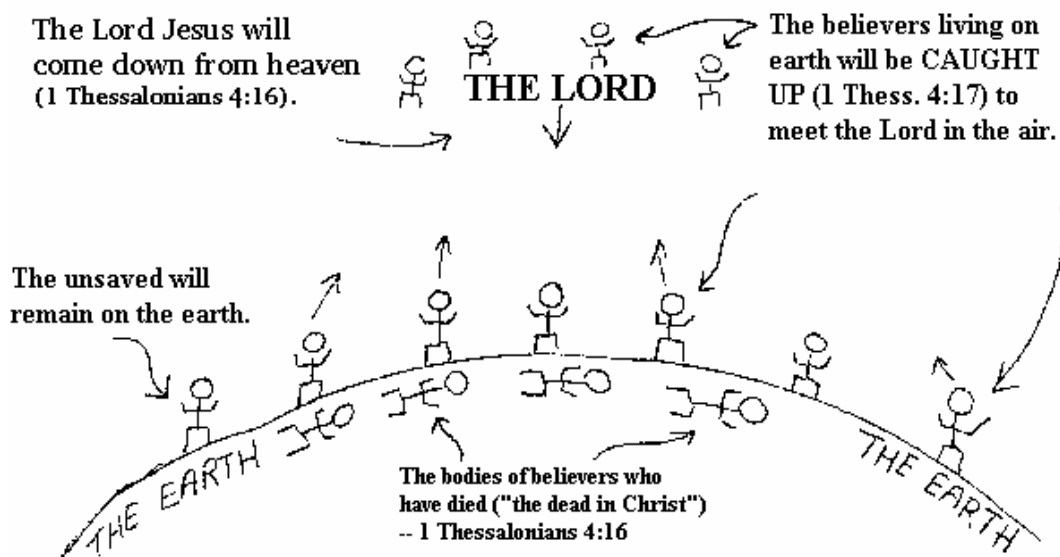 The Lord Jesus will
come down from heaven
(1 Thessalonians 4:16).
THE LORD
The believers living on
earth will be CAUGHT
UP (1 Thess. 4:17) to
meet the Lord in the air.
The unsaved will
remain on the earth.
THE EARTH
The bodies of believers who
have died ("the dead in Christ")
-- 1 Thessalonians 4:16
THE EARTH